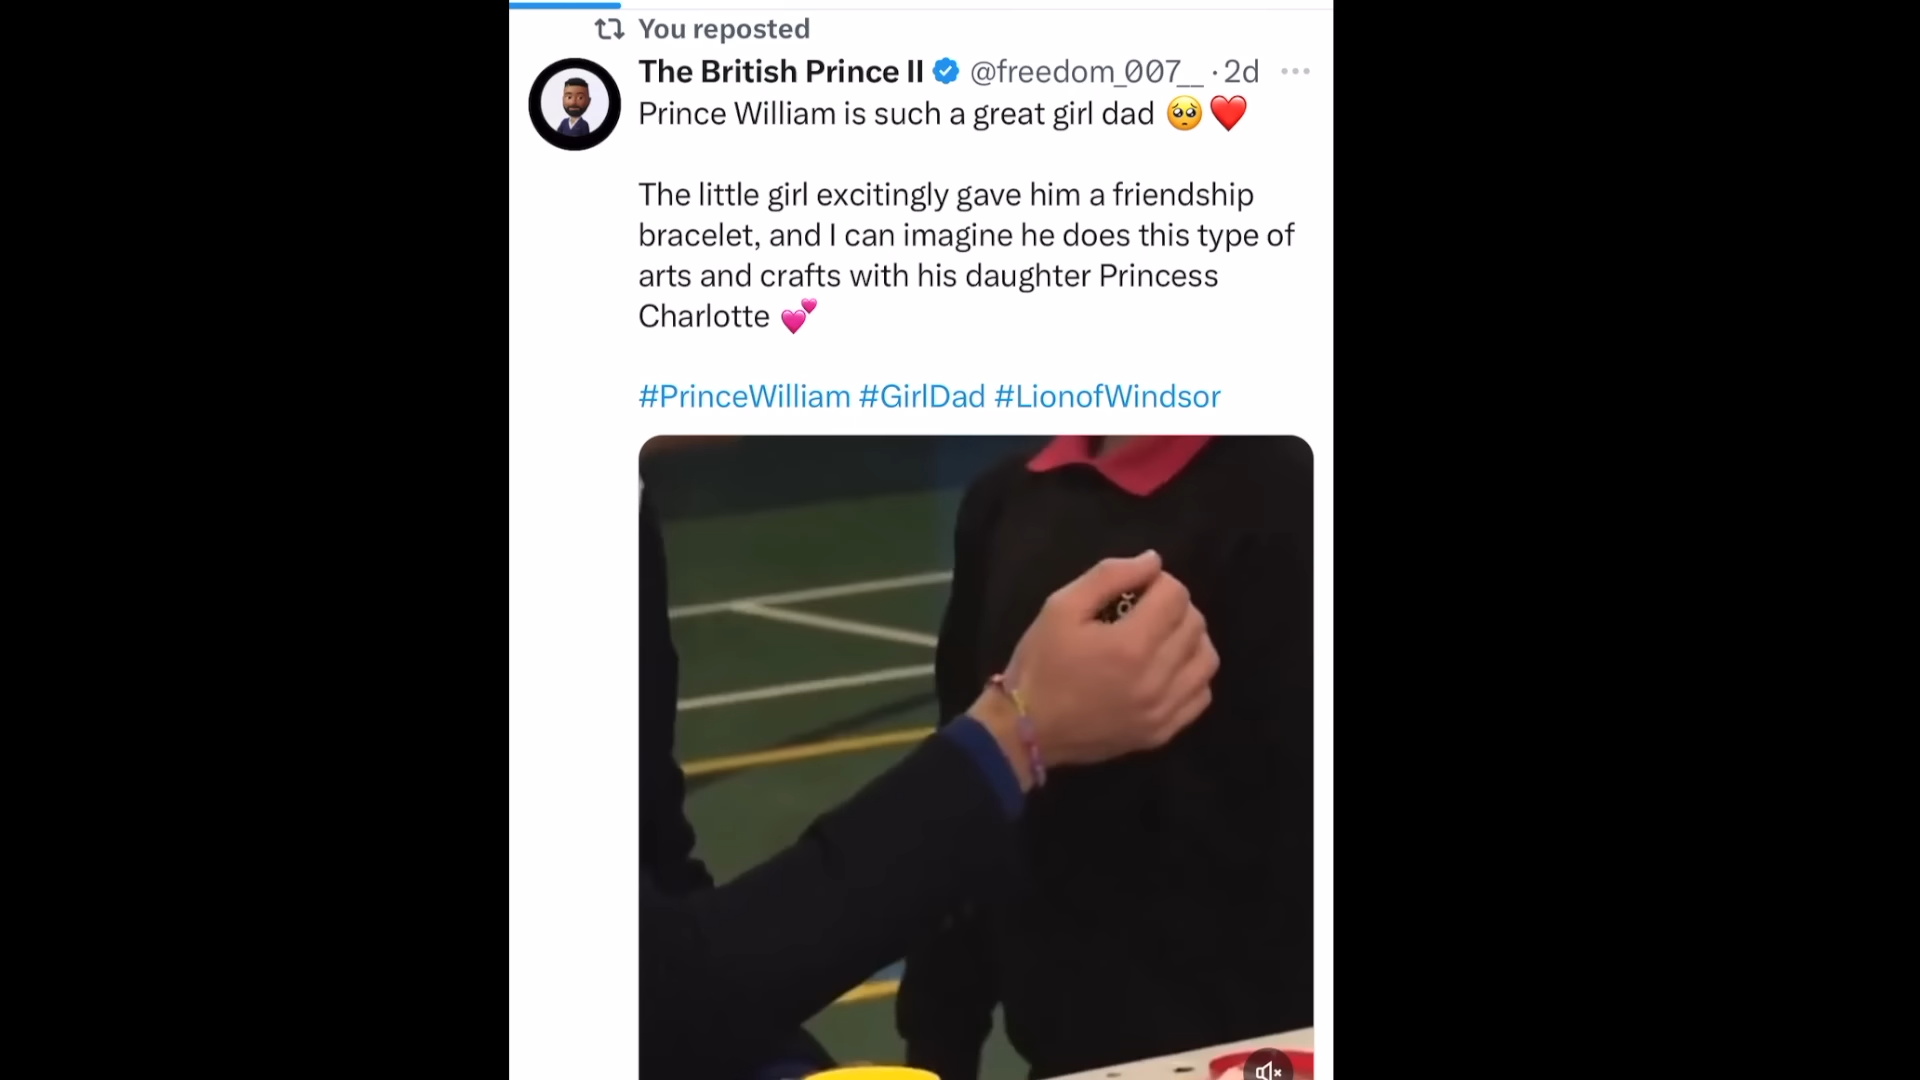 You reposted
The British Prince II @freedom_007__ · 2d
Prince William is such a great girl dad 🥺❤️
The little girl excitingly gave him a friendship
bracelet, and I can imagine he does this type of
arts and crafts with his daughter Princess
Charlotte 💕
#PrinceWilliam #GirlDad #LionofWindsor